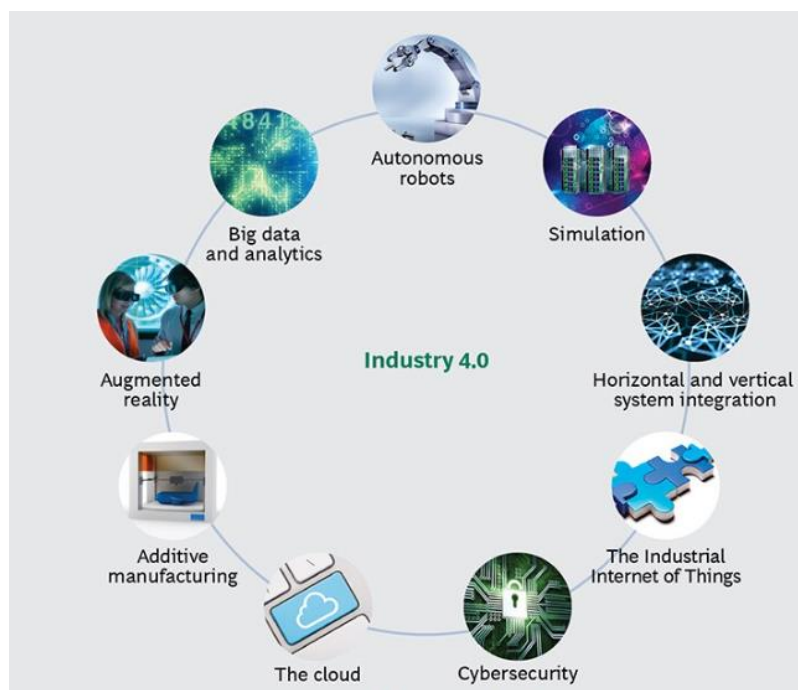 Autonomous
robots
Simulation
Horizontal and vertical
system integration
The Industrial
Internet of Things
Cybersecurity
The cloud
Additive
manufacturing
Augmented
reality
Big data
and analytics
Industry 4.0